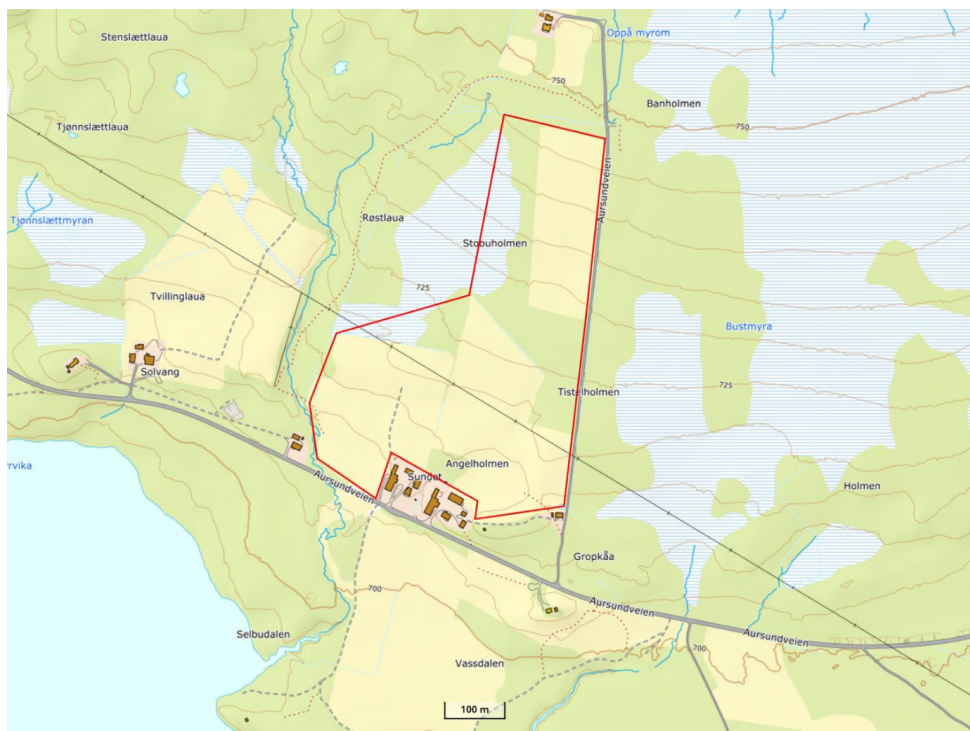 Oppå myrom
Stenslættlaua
750
Banholmen
750
Tjønnslættlaua
Aursundveien
Røstlaua
Tjønnslættmyran
Stobuholmen
725
Tvillinglaua
Bustmyra
Solvang
725
Tistelholmen
Angelholmen
Sundet
Holmen
Aursundveien
Gropkåa
700
Aursundveien
Aursundveien
Selbudalen
700
Vassdalen
100 m